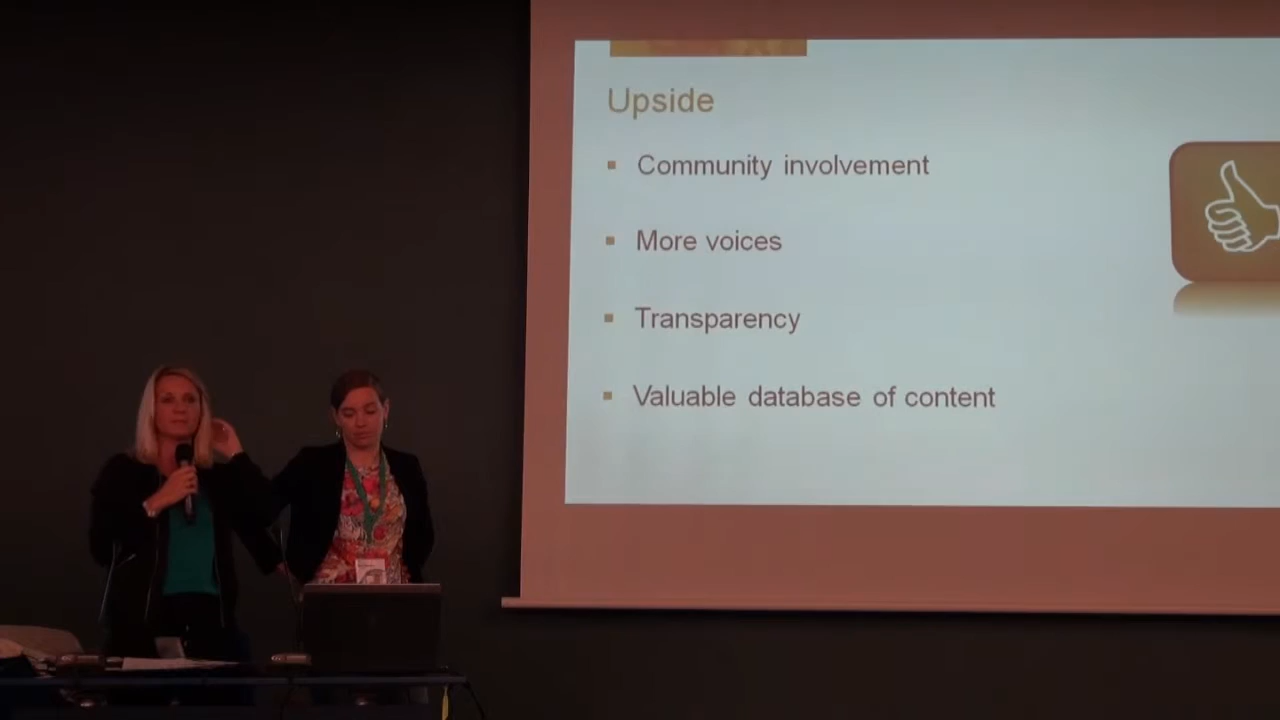 Upside
Community involvement
More voices
Transparency
Valuable database of content